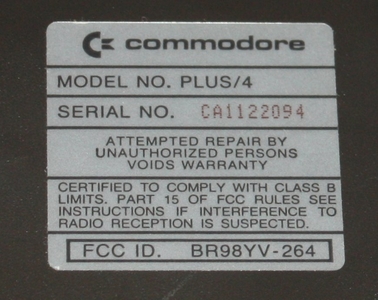 commodore
MODEL NO. PLUS/4
SERIAL NO. CA1122094
ATTEMPTED REPAIR BY
UNAUTHORIZED PERSONS
VOIDS WARRANTY
CERTIFIED TO COMPLY WITH CLASS B
LIMITS. PART 15 OF FCC RULES SEE
INSTRUCTIONS IF INTERFERENCE TO
RADIO RECEPTION IS SUSPECTED.
FCC ID. BR98YV-264